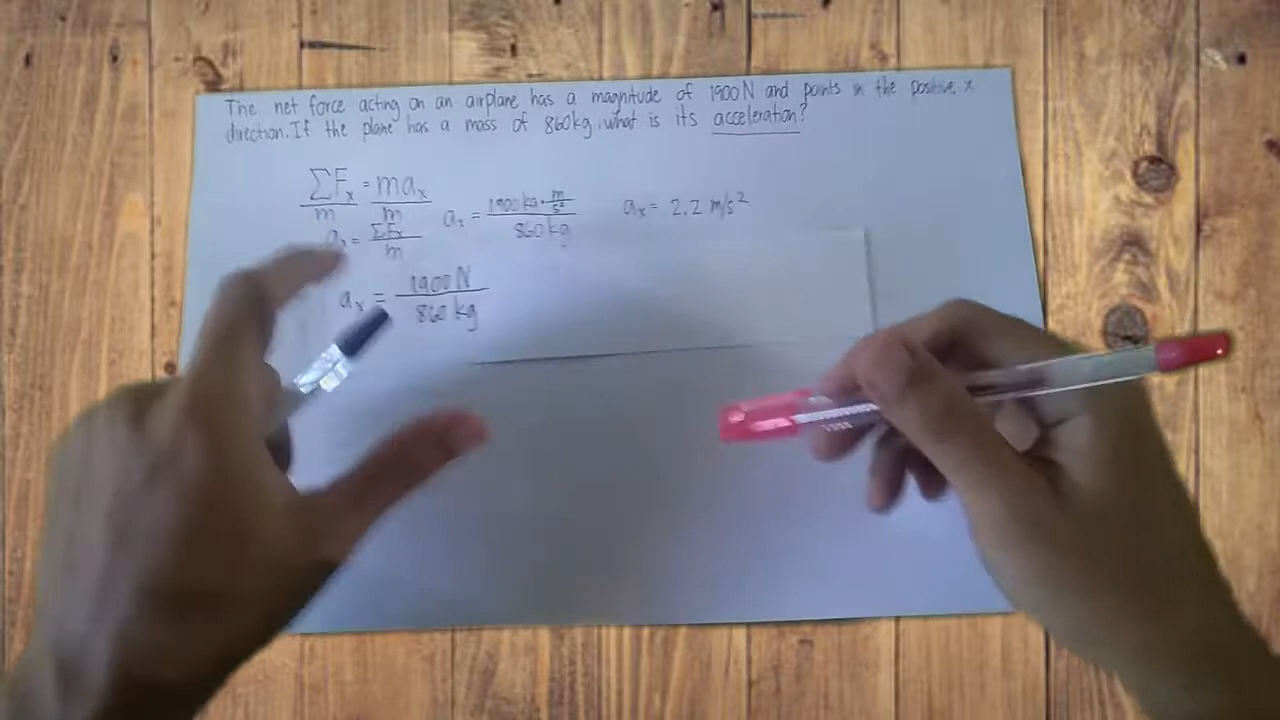 The net force acting on an airplane has a magnitude of 1900 N and points in the positive x
direction. If the plane has a mass of 860kg, what is its acceleration?
ΣFₓ = maₓ
m m
aₓ = ΣFₓ / m
aₓ = 1900 N / 860 kg
aₓ = 1900 kg · m/s² / 860 kg
aₓ = 2.2 m/s²